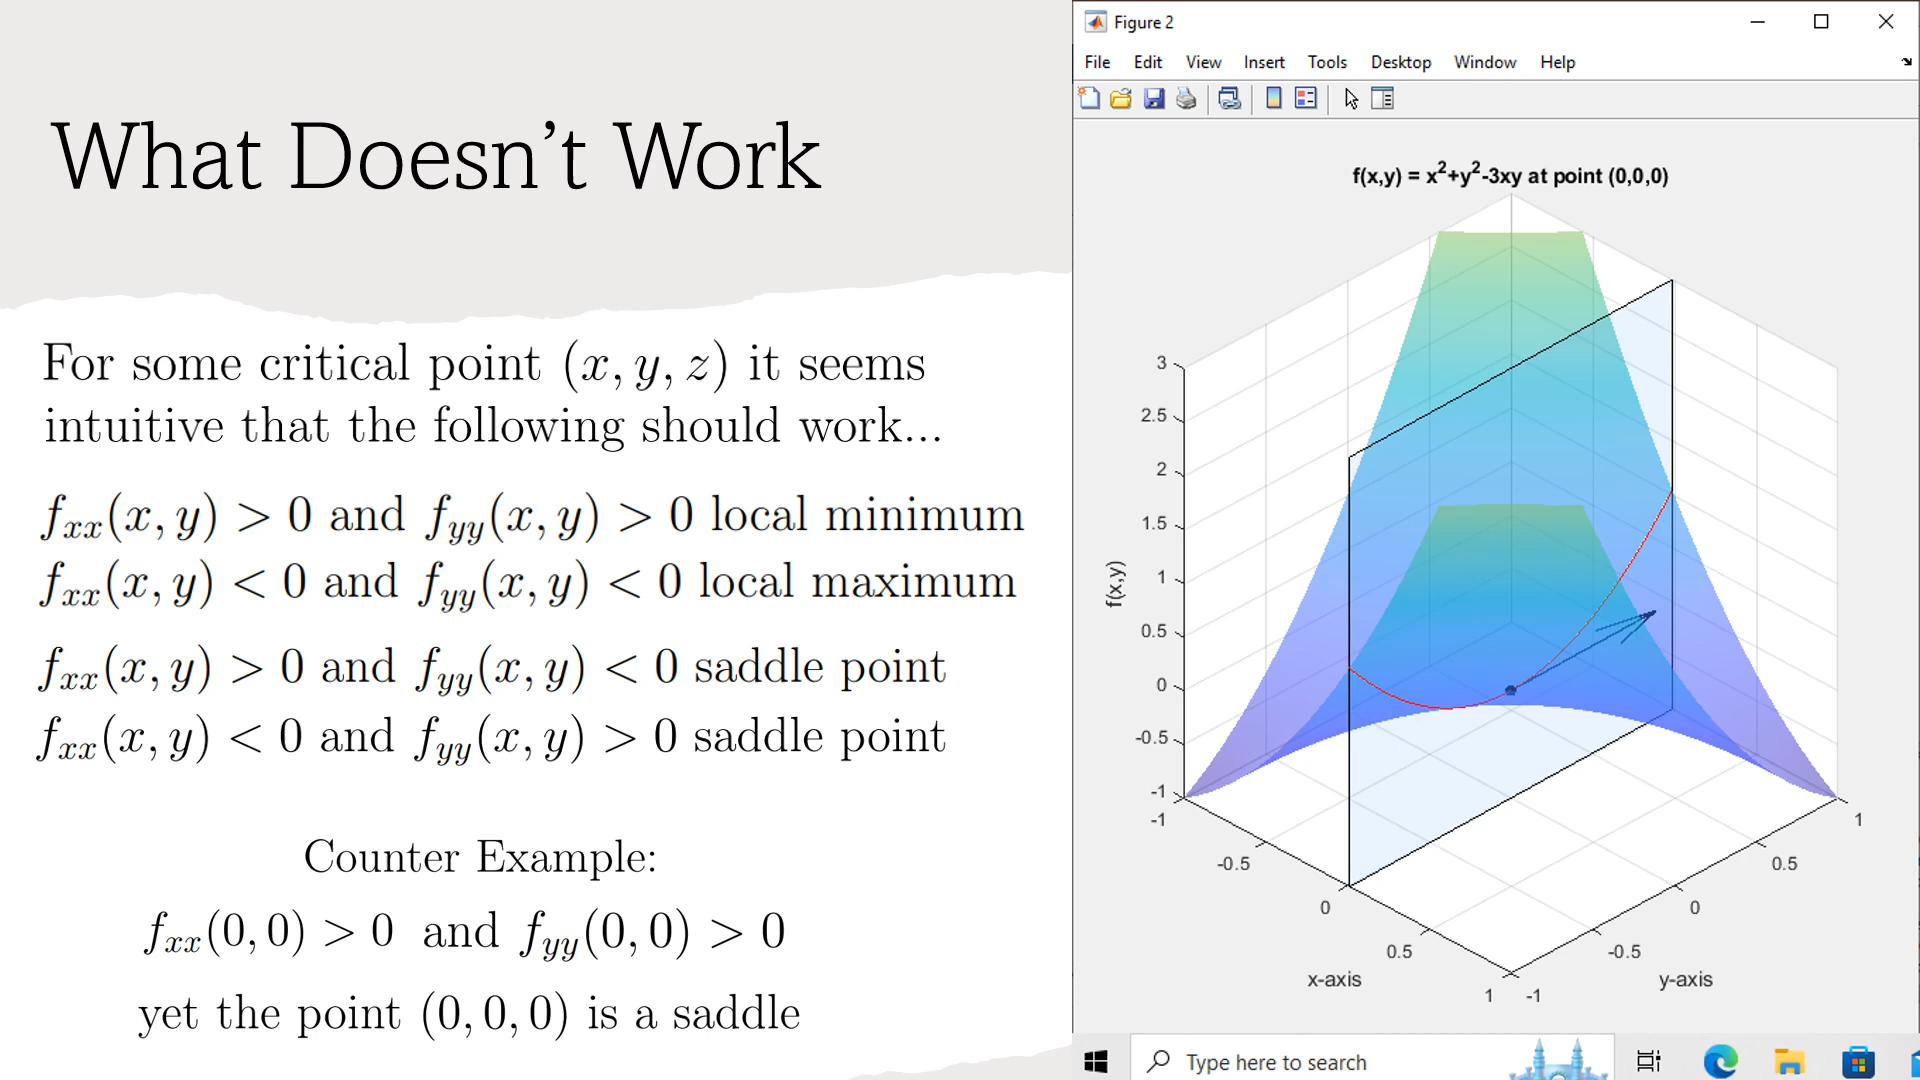 What Doesn't Work
For some critical point (x, y, z) it seems
intuitive that the following should work...
fₓₓ(x, y) > 0 and f_yy(x, y) > 0 local minimum
fₓₓ(x, y) < 0 and f_yy(x, y) < 0 local maximum
fₓₓ(x, y) > 0 and f_yy(x, y) < 0 saddle point
fₓₓ(x, y) < 0 and f_yy(x, y) > 0 saddle point
Counter Example:
fₓₓ(0, 0) > 0 and f_yy(0, 0) > 0
yet the point (0, 0, 0) is a saddle
Figure 2
File Edit View Insert Tools Desktop Window Help
f(x,y) = x²+y²-3xy at point (0,0,0)
3
2.5
2
1.5
1
0.5
0
-0.5
-1
f(x,y)
-1
-0.5
0
0.5
1
x-axis
-1
-0.5
0
0.5
1
y-axis
Type here to search